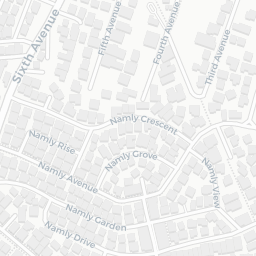 Sixth Avenue
Fifth Avenue
Fourth Avenue
Third Avenue
Namly Crescent
Namly Rise
Namly Grove
Namly View
Namly Avenue
Namly Garden
Namly Drive